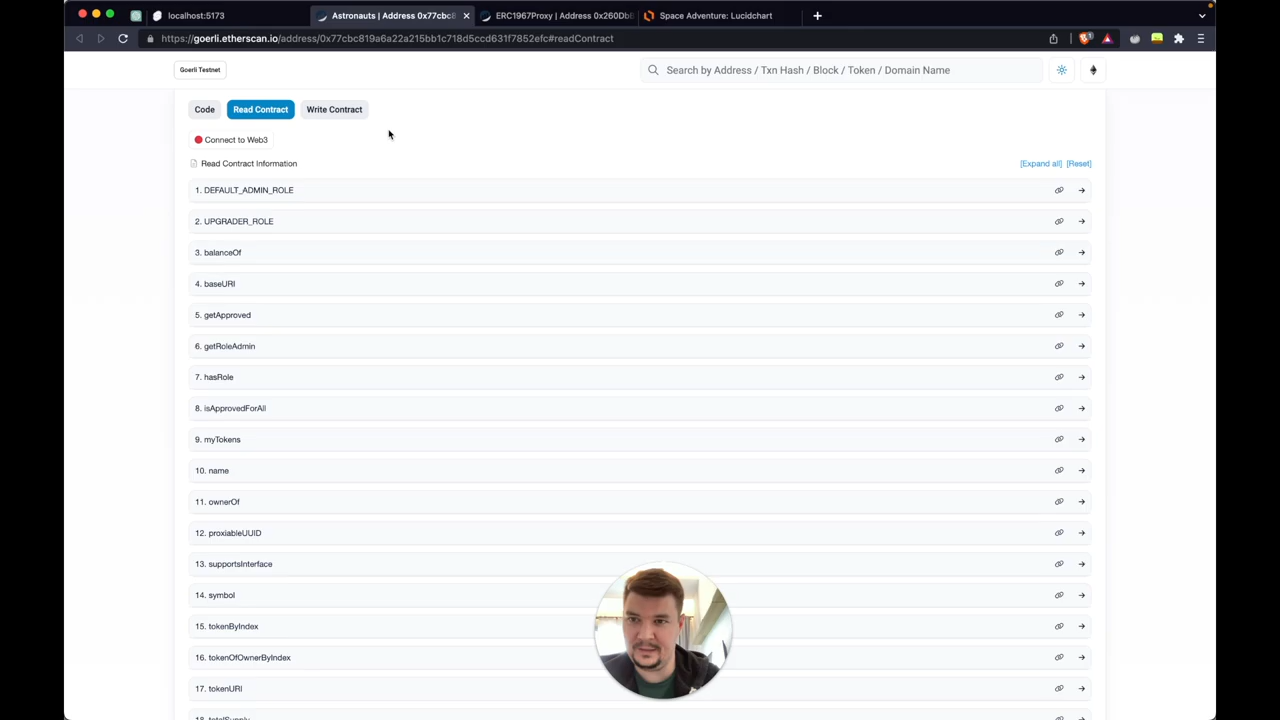 localhost:5173
Astronauts | Address 0x77cbc8
ERC1967Proxy | Address 0x260DbB
Space Adventure: Lucidchart
https://goerli.etherscan.io/address/0x77cbc819a6a22a215bb1c718d5ccd631f7852efc#readContract
Goerli Testnet
Search by Address / Txn Hash / Block / Token / Domain Name
Code
Read Contract
Write Contract
Connect to Web3
Read Contract Information
[Expand all] [Reset]
1. DEFAULT_ADMIN_ROLE
2. UPGRADER_ROLE
3. balanceOf
4. baseURI
5. getApproved
6. getRoleAdmin
7. hasRole
8. isApprovedForAll
9. myTokens
10. name
11. ownerOf
12. proxiableUUID
13. supportsInterface
14. symbol
15. tokenByIndex
16. tokenOfOwnerByIndex
17. tokenURI
18. totalSupply